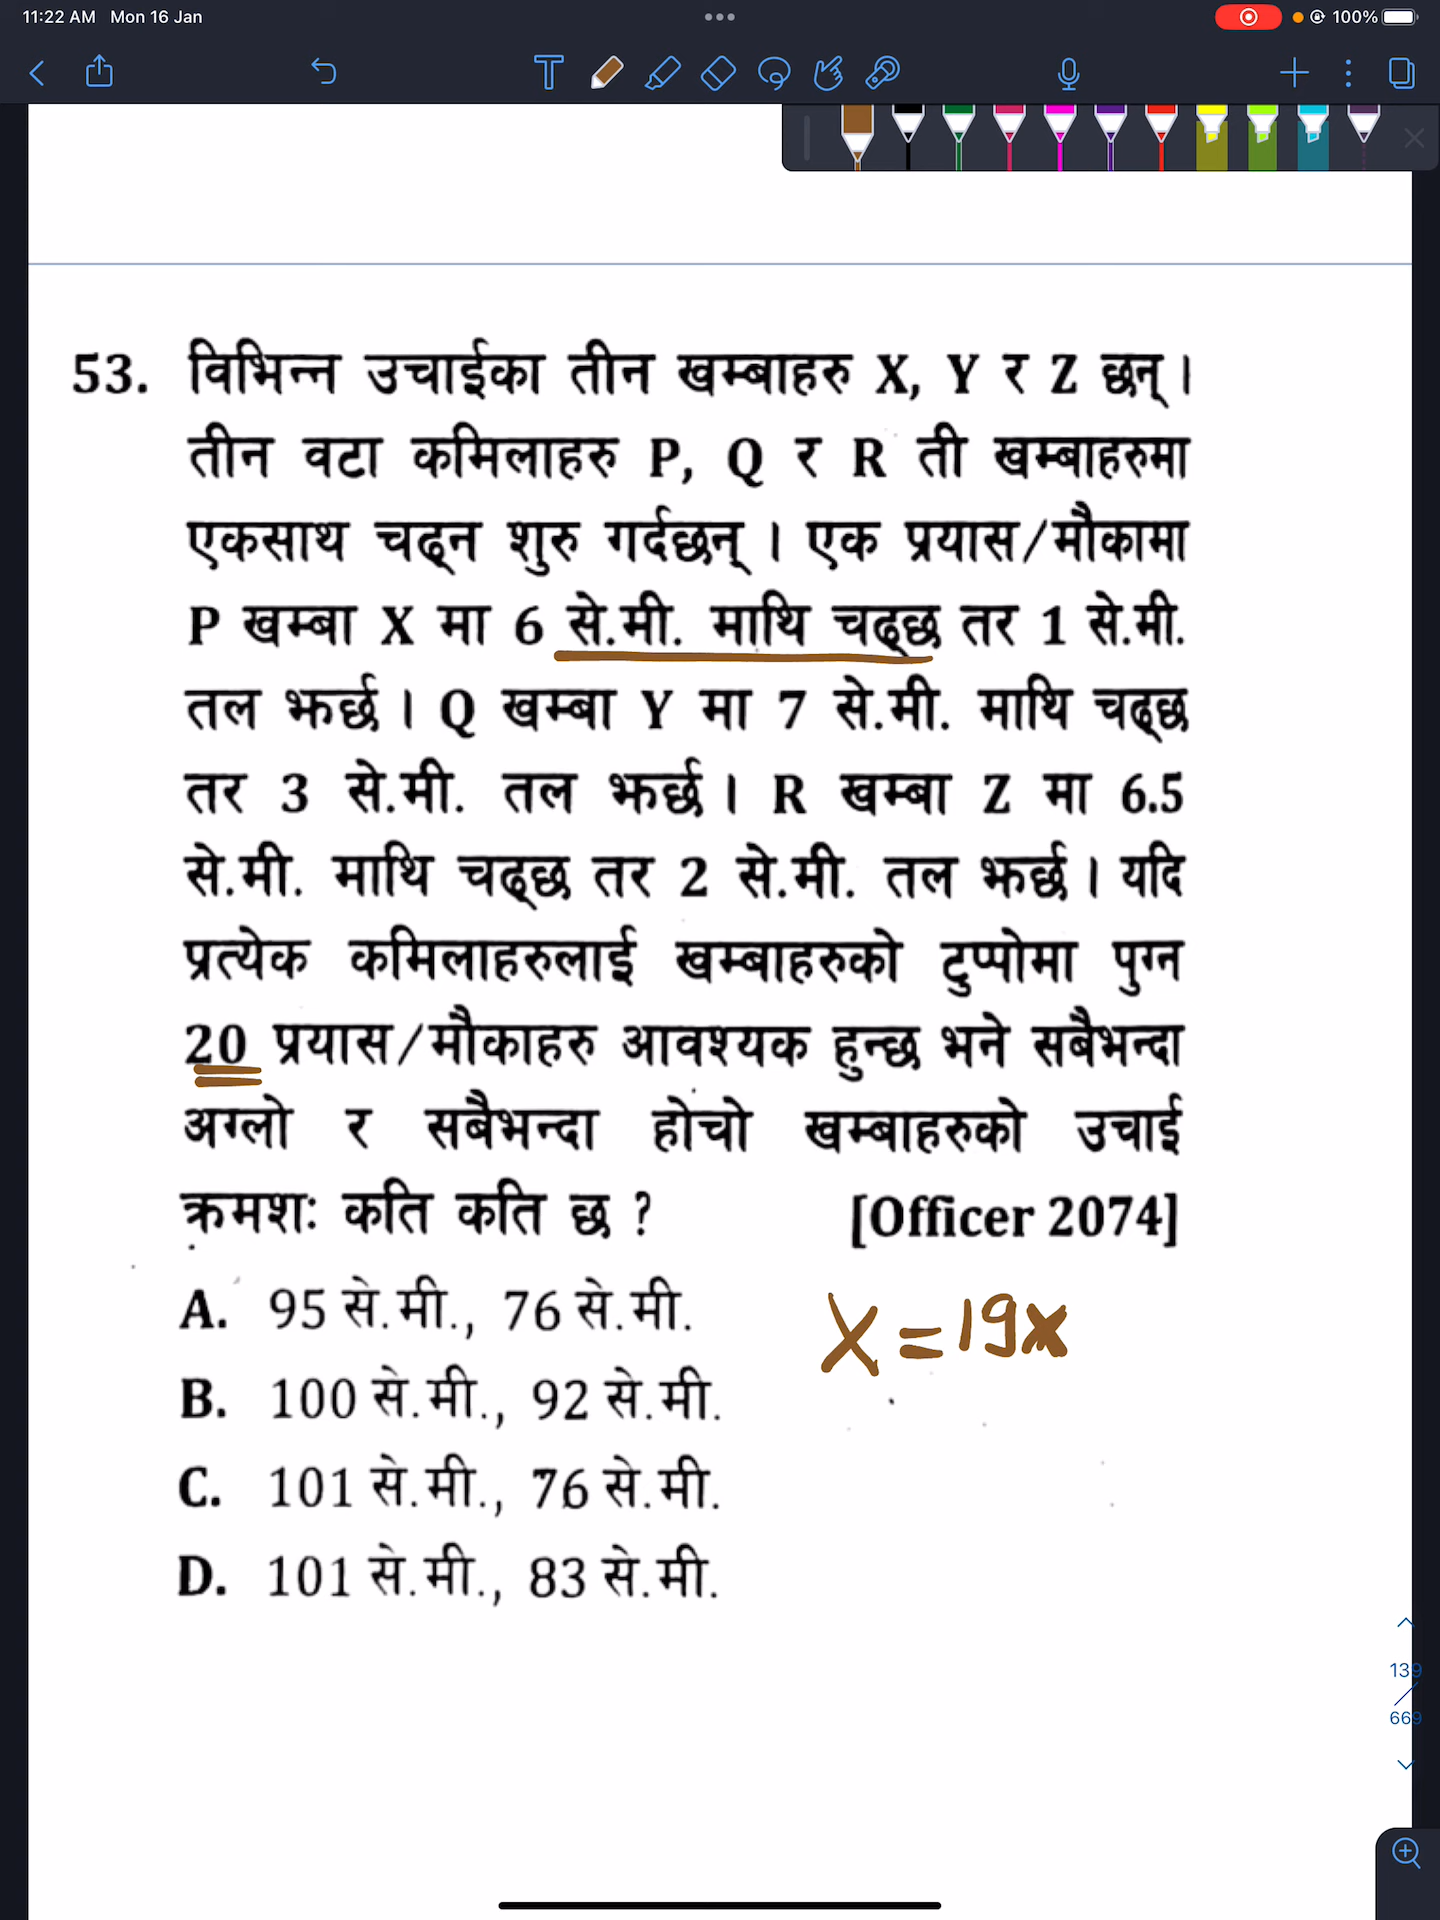 11:22 AM Mon 16 Jan
100%
53. विभिन्न उचाईका तीन खम्बाहरु X, Y र Z छन्।
तीन वटा कमिलाहरु P, Q र R ती खम्बाहरुमा
एकसाथ चढ्न शुरु गर्दछन्। एक प्रयास/मौकामा
P खम्बा X मा 6 से.मी. माथि चढ्छ तर 1 से.मी.
तल झर्छ। Q खम्बा Y मा 7 से.मी. माथि चढ्छ
तर 3 से.मी. तल झर्छ। R खम्बा Z मा 6.5
से.मी. माथि चढ्छ तर 2 से.मी. तल झर्छ। यदि
प्रत्येक कमिलाहरुलाई खम्बाहरुको टुप्पोमा पुग्न
20 प्रयास/मौकाहरु आवश्यक हुन्छ भने सबैभन्दा
अग्लो र सबैभन्दा होचो खम्बाहरुको उचाई
क्रमशः कति कति छ ? [Officer 2074]
A. 95 से.मी., 76 से.मी.
X = 19x
B. 100 से.मी., 92 से.मी.
C. 101 से.मी., 76 से.मी.
D. 101 से.मी., 83 से.मी.
139
669